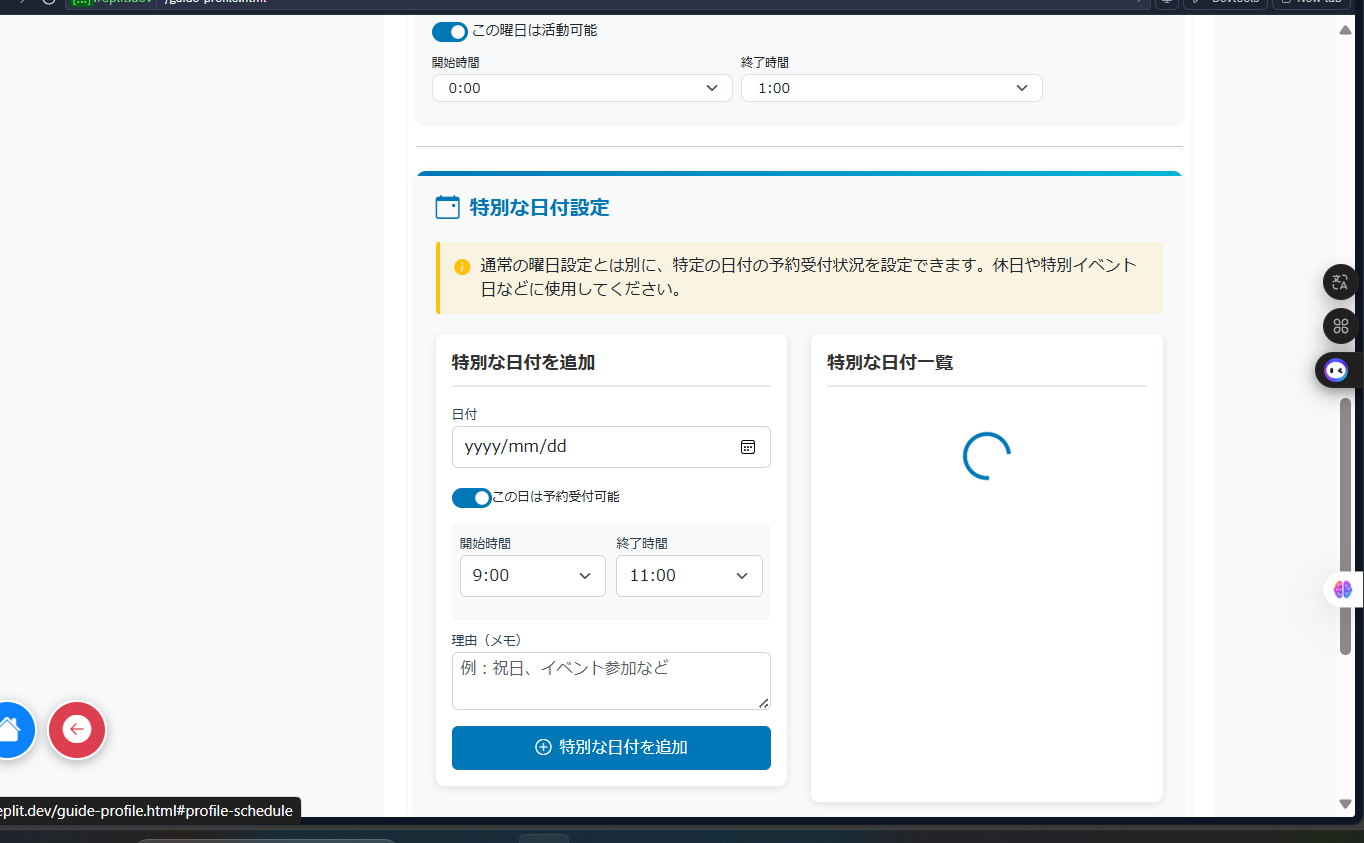 この曜日は活動可能
開始時間
終了時間
0:00
1:00
特別な日付設定
通常の曜日設定とは別に、特定の日付の予約受付状況を設定できます。休日や特別イベント
日などに使用してください。
特別な日付を追加
日付
yyyy/mm/dd
この日は予約受付可能
開始時間
終了時間
9:00
11:00
理由（メモ）
例：祝日、イベント参加など
特別な日付を追加
特別な日付一覧
eplit.dev/guide-profile.html#profile-schedule